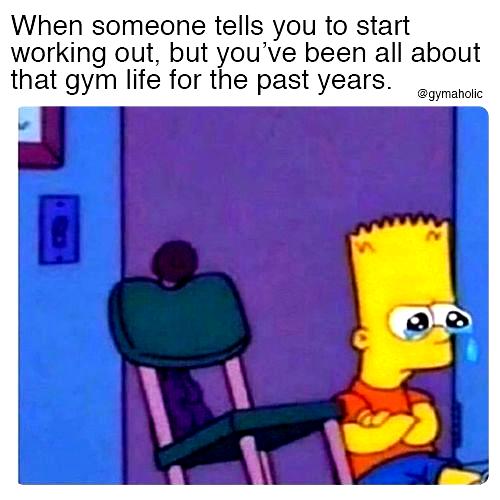 When someone tells you to start
working out, but you’ve been all about
that gym life for the past years.
@gymaholic